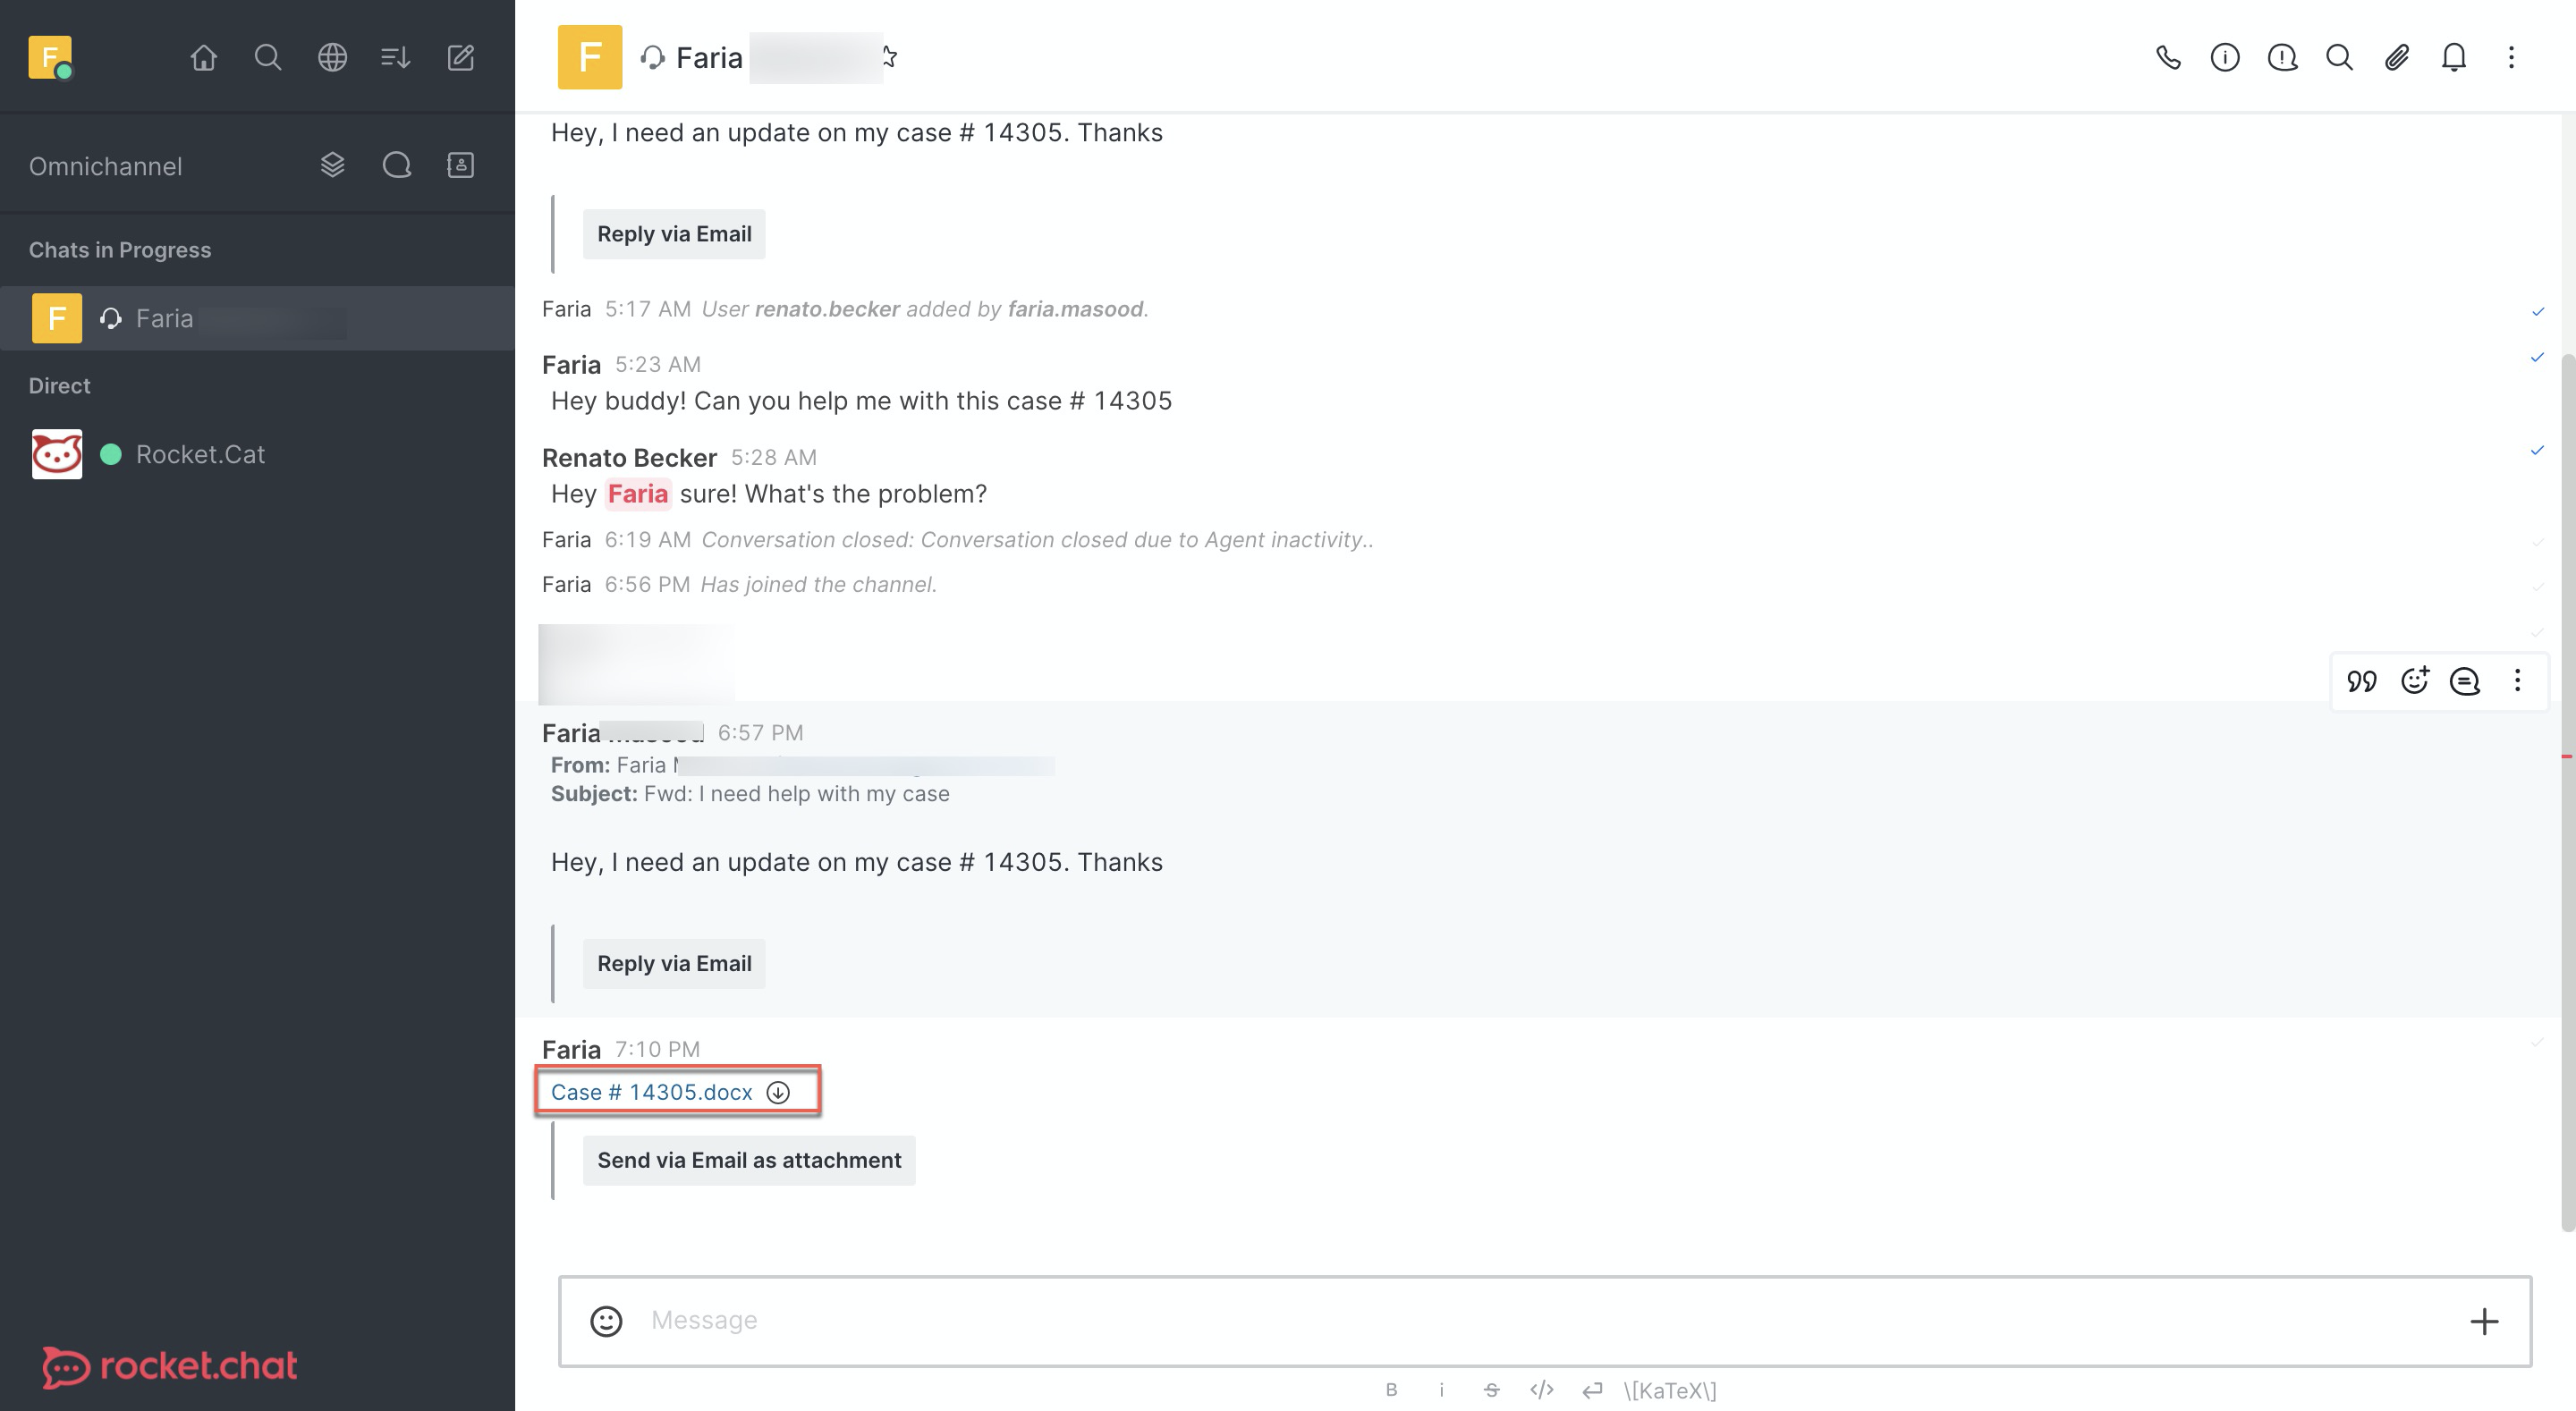 F
Omnichannel
Chats in Progress
F Faria
Direct
Rocket.Cat
rocket.chat
F Faria
Hey, I need an update on my case # 14305. Thanks
Reply via Email
Faria 5:17 AM User renato.becker added by faria.masood.
Faria 5:23 AM
Hey buddy! Can you help me with this case # 14305
Renato Becker 5:28 AM
Hey Faria sure! What's the problem?
Faria 6:19 AM Conversation closed: Conversation closed due to Agent inactivity..
Faria 6:56 PM Has joined the channel.
Faria 6:57 PM
From: Faria
Subject: Fwd: I need help with my case
Hey, I need an update on my case # 14305. Thanks
Reply via Email
Faria 7:10 PM
Case # 14305.docx
Send via Email as attachment
Message
B i S </> \[KaTeX\]